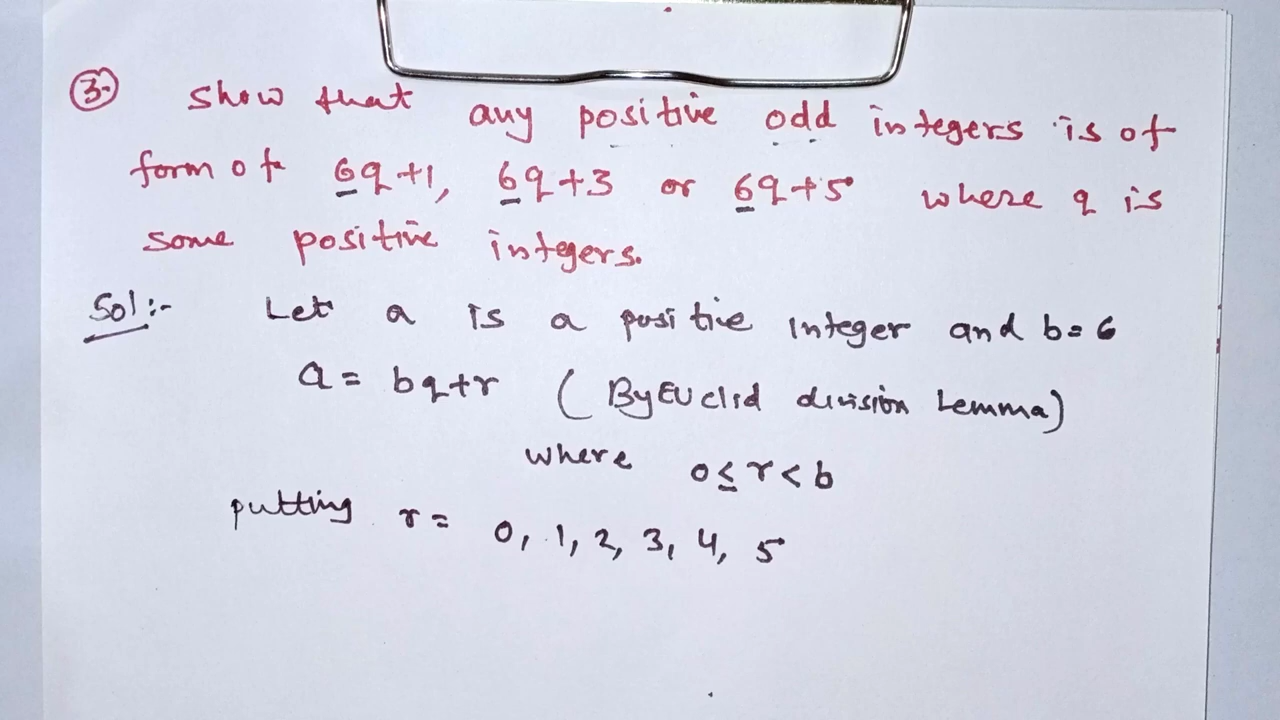 3. Show that any positive odd integers is of
form of 6q+1, 6q+3 or 6q+5 where q is
some positive integers.
Sol:- Let a is a positive integer and b=6
a = bq+r (By Euclid division Lemma)
where 0≤r<b
putting r= 0, 1, 2, 3, 4, 5